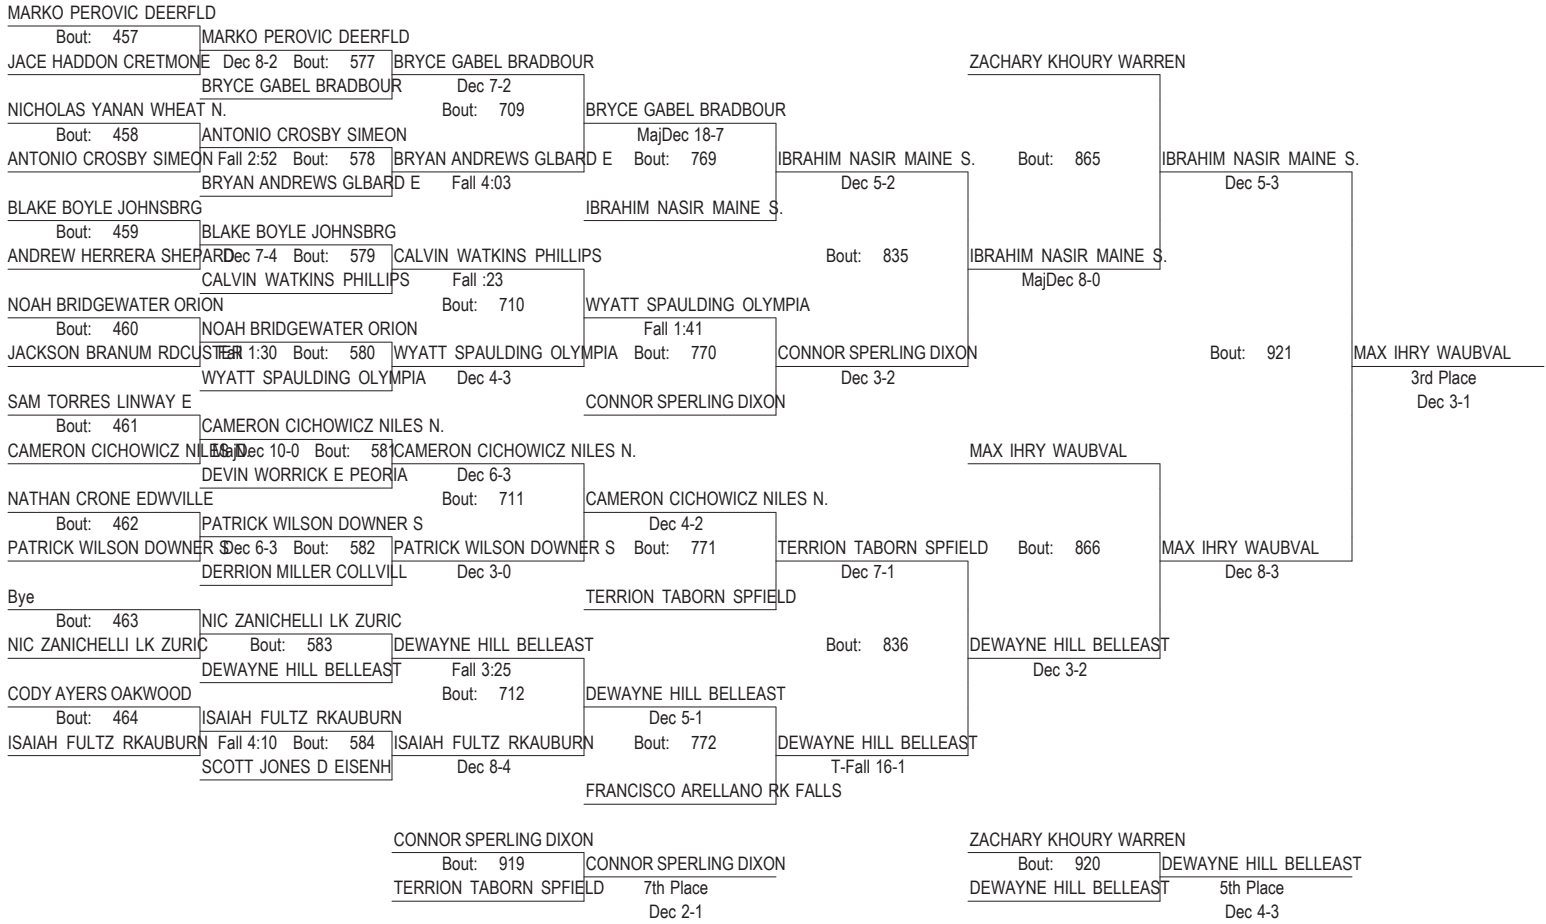 MARKO PEROVIC DEERFLD
Bout: 457 MARKO PEROVIC DEERFLD
JACE HADDON CRETMONE Dec 8-2 Bout: 577 BRYCE GABEL BRADBOUR ZACHARY KHOURY WARREN
BRYCE GABEL BRADBOUR Dec 7-2
NICHOLAS YANAN WHEAT N. Bout: 709 BRYCE GABEL BRADBOUR
Bout: 458 ANTONIO CROSBY SIMEON MajDec 18-7
ANTONIO CROSBY SIMEON Fall 2:52 Bout: 578 BRYAN ANDREWS GLBARD E Bout: 769 IBRAHIM NASIR MAINE S. Bout: 865 IBRAHIM NASIR MAINE S.
BRYAN ANDREWS GLBARD E Fall 4:03 Dec 5-2 Dec 5-3
BLAKE BOYLE JOHNSBRG IBRAHIM NASIR MAINE S.
Bout: 459 BLAKE BOYLE JOHNSBRG
ANDREW HERRERA SHEPARD Dec 7-4 Bout: 579 CALVIN WATKINS PHILLIPS Bout: 835 IBRAHIM NASIR MAINE S.
CALVIN WATKINS PHILLIPS Fall :23 MajDec 8-0
NOAH BRIDGEWATER ORION Bout: 710 WYATT SPAULDING OLYMPIA
Bout: 460 NOAH BRIDGEWATER ORION Fall 1:41
JACKSON BRANUM RDCUSTER Fall 1:30 Bout: 580 WYATT SPAULDING OLYMPIA Bout: 770 CONNOR SPERLING DIXON Bout: 921 MAX IHRY WAUBVAL
WYATT SPAULDING OLYMPIA Dec 4-3 Dec 3-2 3rd Place
SAM TORRES LINWAY E CONNOR SPERLING DIXON Dec 3-1
Bout: 461 CAMERON CICHOWICZ NILES N.
CAMERON CICHOWICZ NILES N. MajDec 10-0 Bout: 581 CAMERON CICHOWICZ NILES N. MAX IHRY WAUBVAL
DEVIN WORRICK E PEORIA Dec 6-3
NATHAN CRONE EDWVILLE Bout: 711 CAMERON CICHOWICZ NILES N.
Bout: 462 PATRICK WILSON DOWNER S Dec 4-2
PATRICK WILSON DOWNER S Dec 6-3 Bout: 582 PATRICK WILSON DOWNER S Bout: 771 TERRION TABORN SPFIELD Bout: 866 MAX IHRY WAUBVAL
DERRION MILLER COLLVILL Dec 3-0 Dec 7-1 Dec 8-3
Bye TERRION TABORN SPFIELD
Bout: 463 NIC ZANICHELLI LK ZURIC
NIC ZANICHELLI LK ZURIC Bout: 583 DEWAYNE HILL BELLEAST Bout: 836 DEWAYNE HILL BELLEAST
DEWAYNE HILL BELLEAST Fall 3:25 Dec 3-2
CODY AYERS OAKWOOD Bout: 712 DEWAYNE HILL BELLEAST
Bout: 464 ISAIAH FULTZ RKAUBURN Dec 5-1
ISAIAH FULTZ RKAUBURN Fall 4:10 Bout: 584 ISAIAH FULTZ RKAUBURN Bout: 772 DEWAYNE HILL BELLEAST
SCOTT JONES D EISENH Dec 8-4 T-Fall 16-1
FRANCISCO ARELLANO RK FALLS
CONNOR SPERLING DIXON ZACHARY KHOURY WARREN
Bout: 919 CONNOR SPERLING DIXON Bout: 920 DEWAYNE HILL BELLEAST
TERRION TABORN SPFIELD 7th Place DEWAYNE HILL BELLEAST 5th Place
Dec 2-1 Dec 4-3